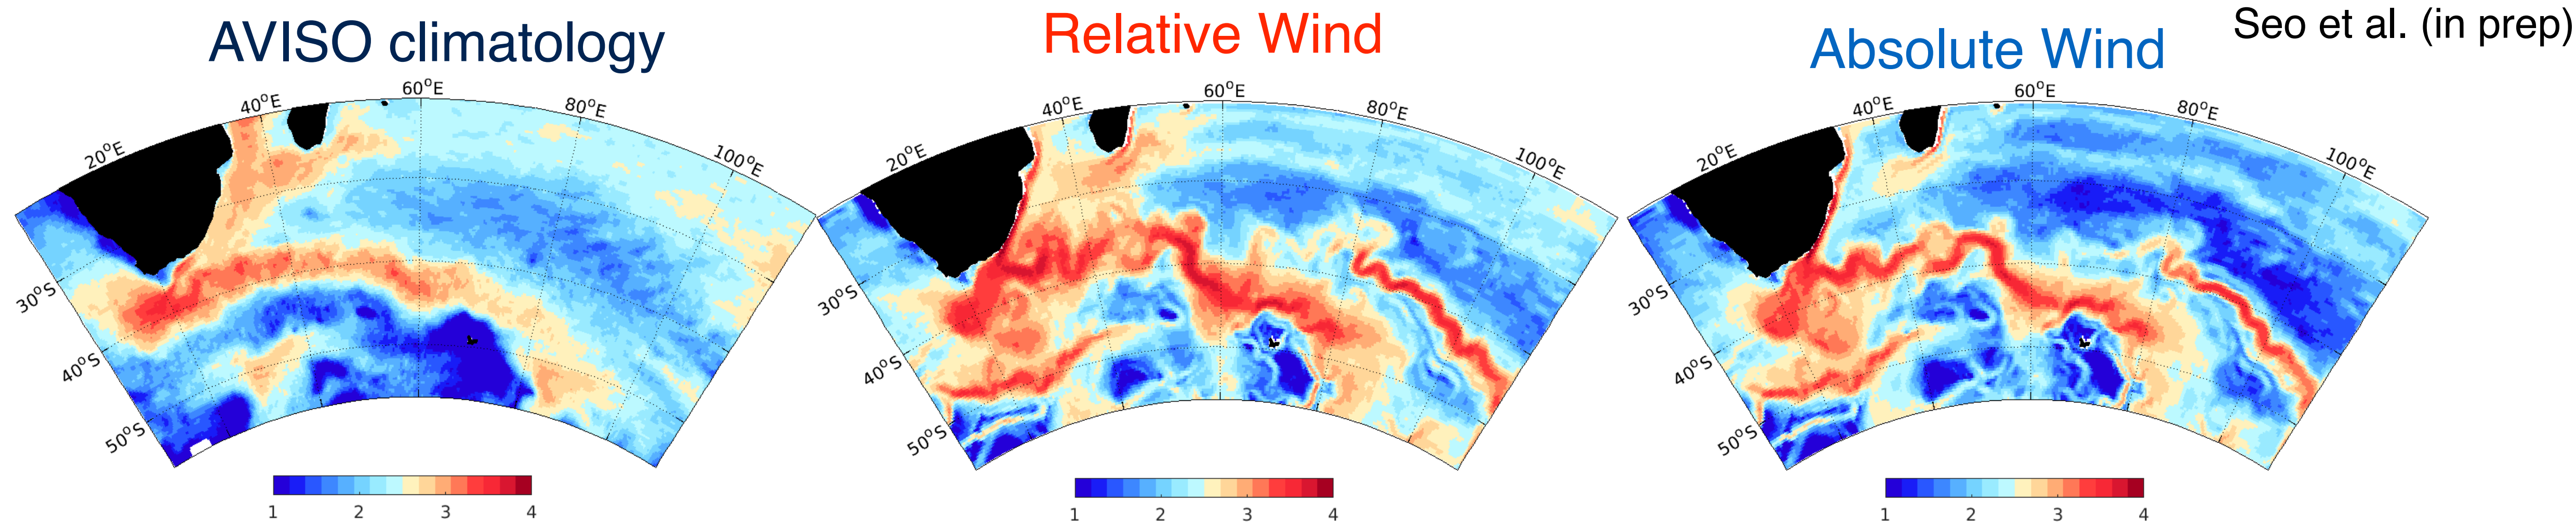 AVISO climatology
Relative Wind
Absolute Wind
Seo et al. (in prep)
20°E
40°E
60°E
80°E
100°E
30°S
40°S
50°S
1 2 3 4
20°E
40°E
60°E
80°E
100°E
30°S
40°S
50°S
1 2 3 4
20°E
40°E
60°E
80°E
100°E
30°S
40°S
50°S
1 2 3 4